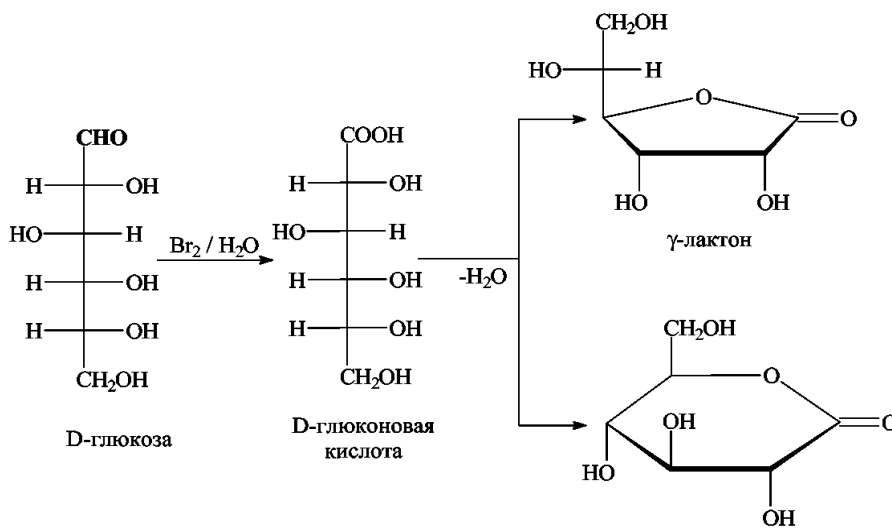 CHO
H
OH
HO
H
H
OH
H
OH
CH₂OH
D-глюкоза
Br₂ / H₂O
COOH
H
OH
HO
H
H
OH
H
OH
CH₂OH
D-глюконовая
кислота
-H₂O
CH₂OH
HO
H
O
O
HO
OH
γ-лактон
CH₂OH
O
O
OH
HO
OH